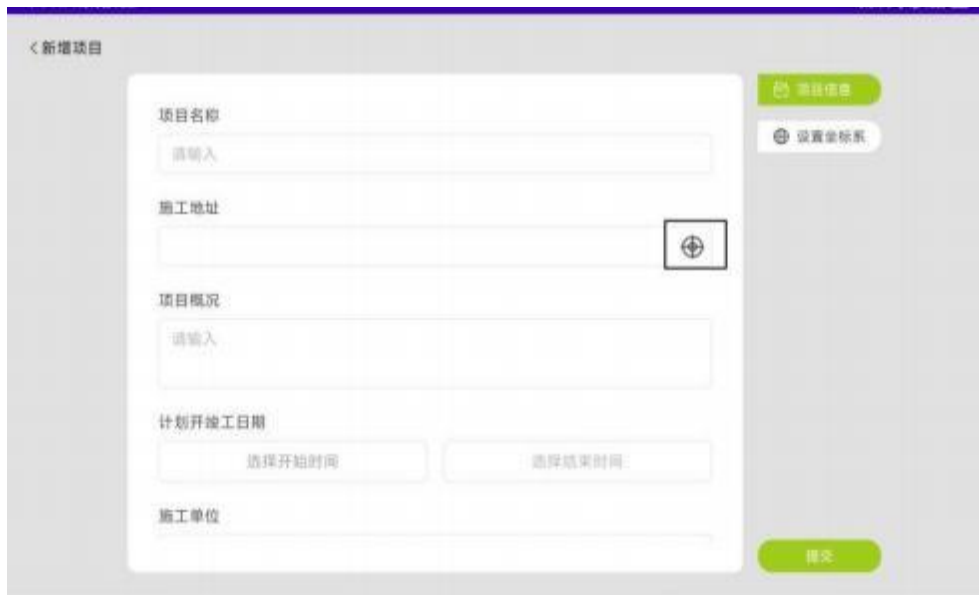 新增项目
项目信息
项目名称
设置坐标系
请输入
施工地址
项目概况
请输入
计划开竣工日期
选择开始时间
选择结束时间
施工单位
提交